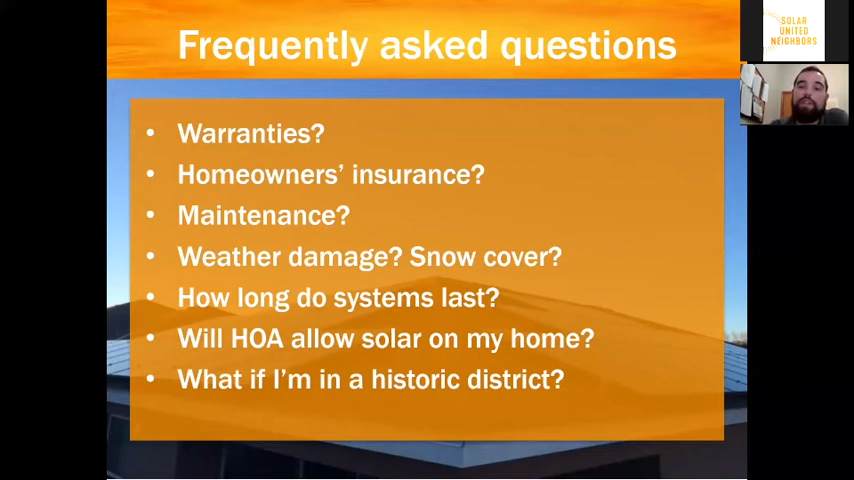 Frequently asked questions
SOLAR
UNITED
NEIGHBORS
• Warranties?
• Homeowners’ insurance?
• Maintenance?
• Weather damage? Snow cover?
• How long do systems last?
• Will HOA allow solar on my home?
• What if I’m in a historic district?